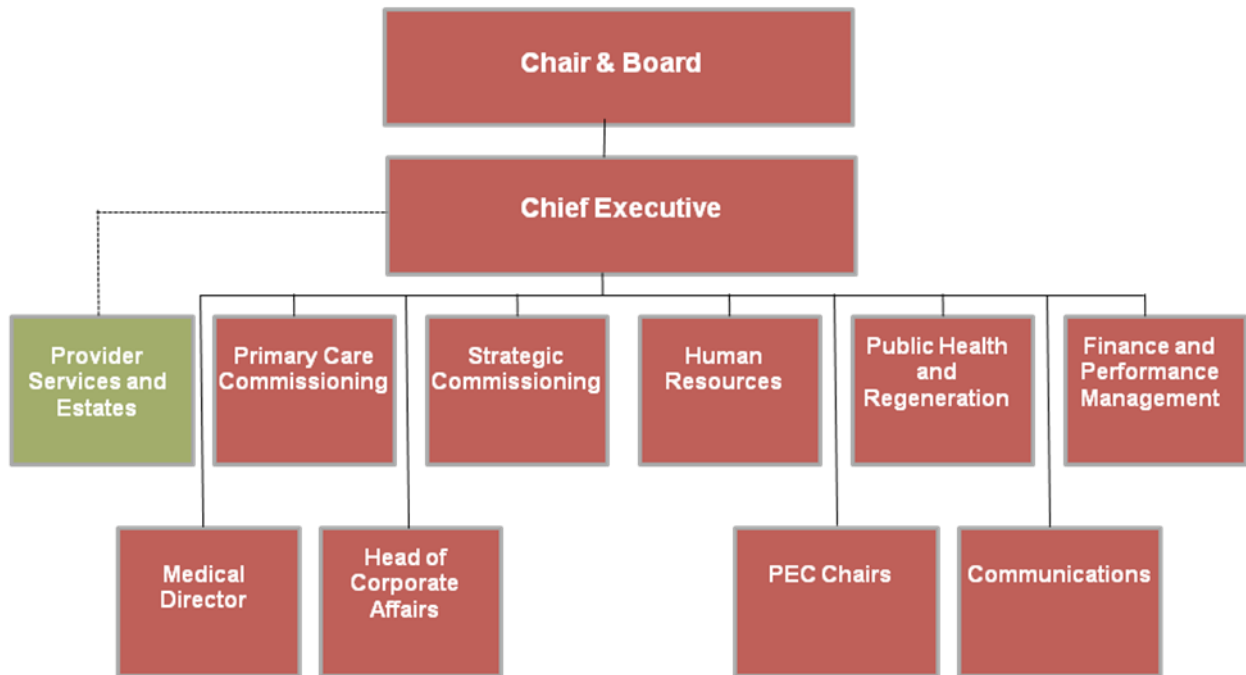 Chair & Board
Chief Executive
Provider
Services and
Estates
Primary Care
Commissioning
Strategic
Commissioning
Human
Resources
Public Health
and
Regeneration
Finance and
Performance
Management
Medical
Director
Head of
Corporate
Affairs
PEC Chairs
Communications